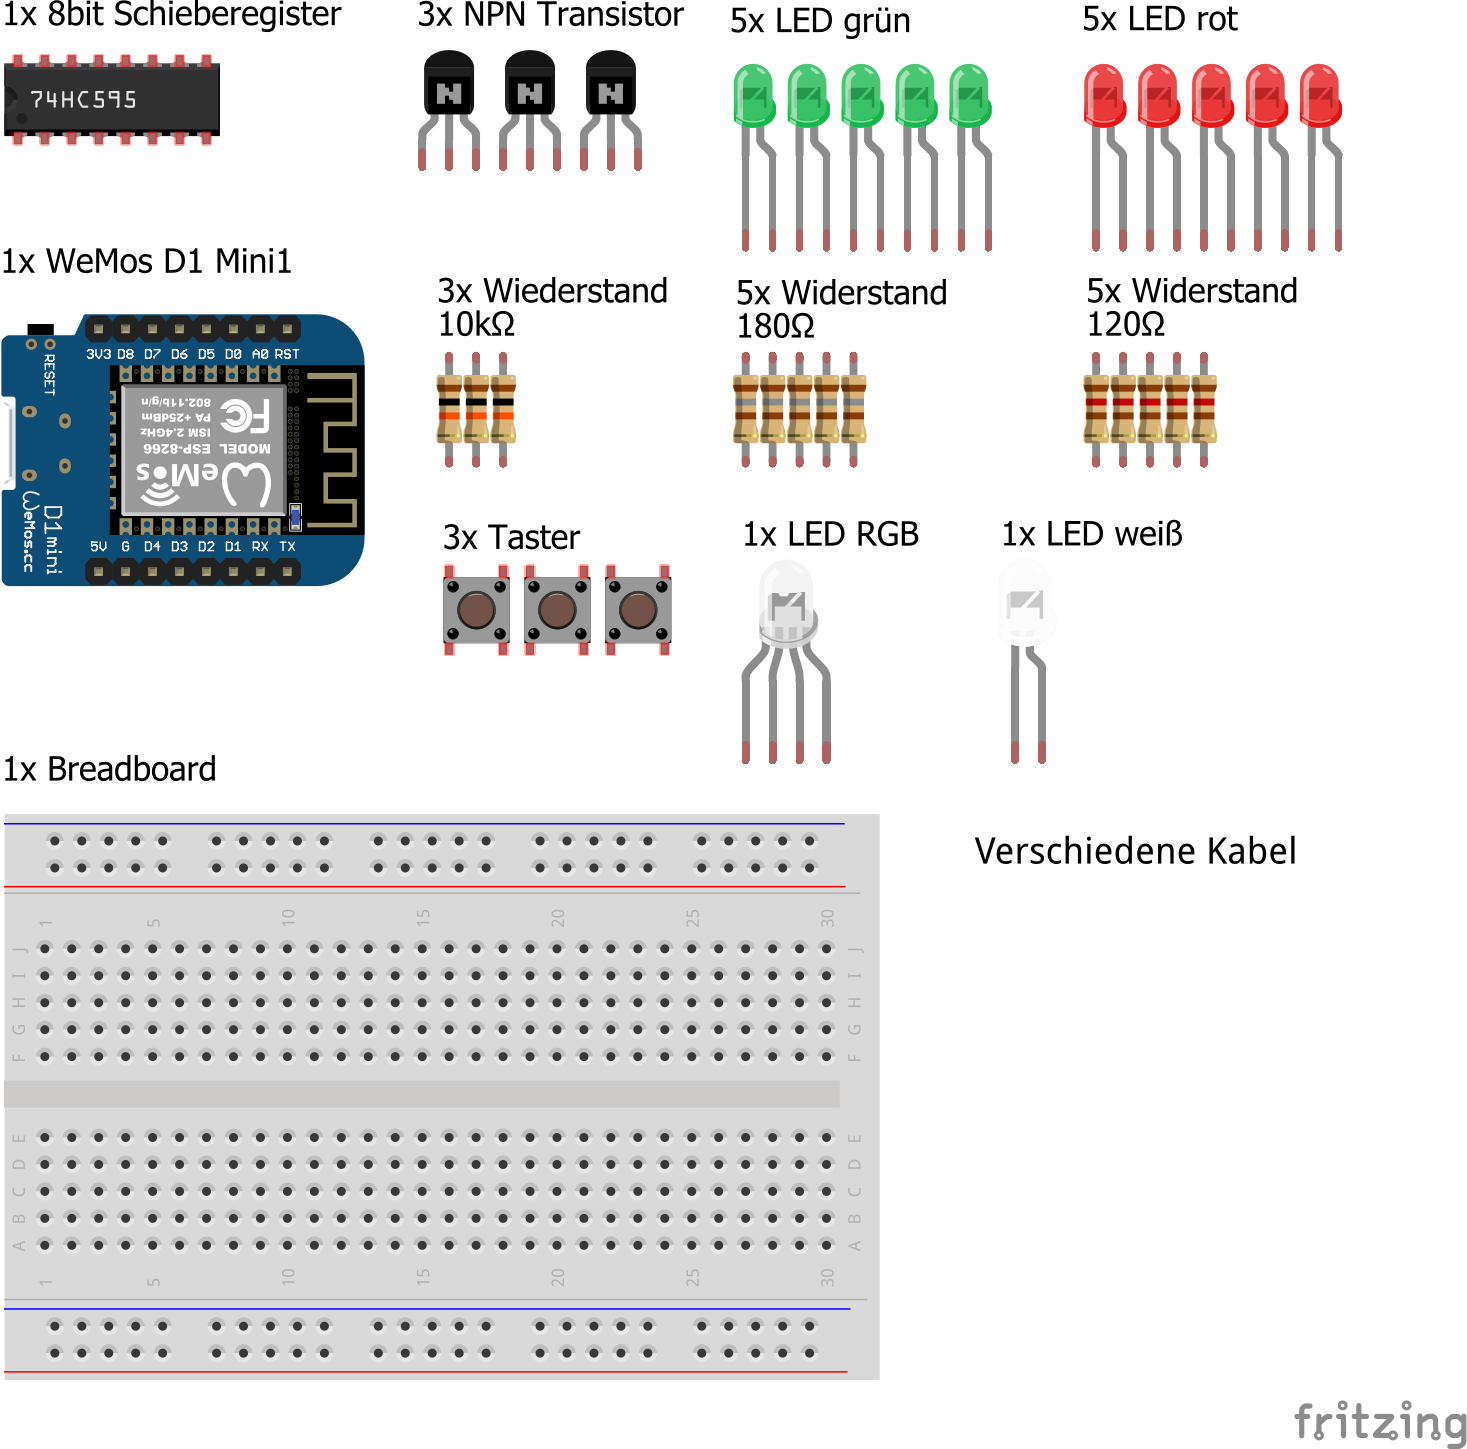 1x 8bit Schieberegister
3x NPN Transistor
5x LED grün
5x LED rot
74HC595
N
N
N
1x WeMos D1 Mini1
3x Wiederstand
10kΩ
5x Widerstand
180Ω
5x Widerstand
120Ω
3V3 D8 D7 D6 D5 D0 A0 RST
RESET
802.11b/g/n
PA +25dBm
ISM 2.4GHz
ESP-8266
MODEL
FC
WeMos
D1 mini
WeMos.cc
5V G D4 D3 D2 D1 RX TX
3x Taster
1x LED RGB
1x LED weiß
1x Breadboard
Verschiedene Kabel
1 5 10 15 20 25 30
J J
I I
H H
G G
F F
E E
D D
C C
B B
A A
1 5 10 15 20 25 30
fritzing